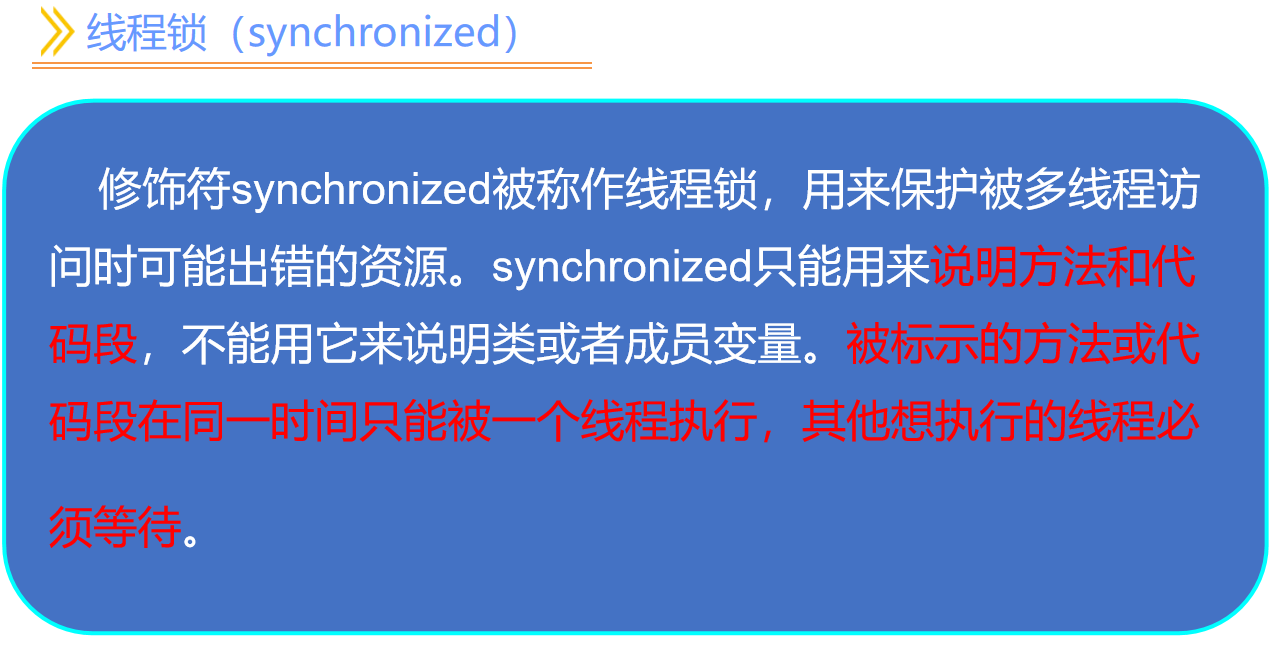 线程锁（synchronized）
修饰符synchronized被称作线程锁，用来保护被多线程访
问时可能出错的资源。synchronized只能用来说明方法和代
码段，不能用它来说明类或者成员变量。被标示的方法或代
码段在同一时间只能被一个线程执行，其他想执行的线程必
须等待。